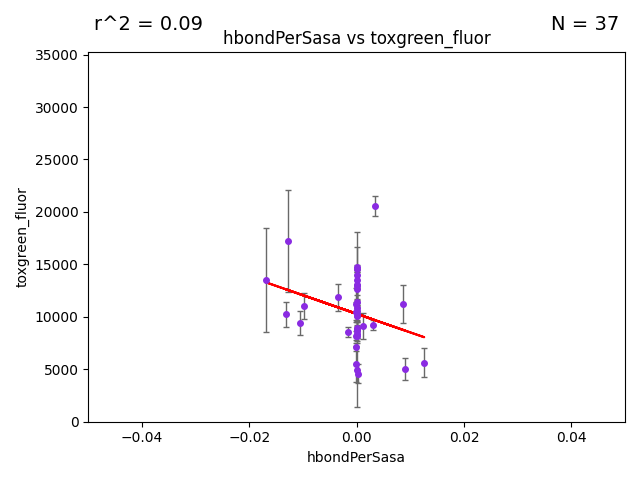 r^2 = 0.09
N = 37
hbondPerSasa vs toxgreen_fluor
35000
30000
25000
20000
15000
10000
5000
0
toxgreen_fluor
−0.04
−0.02
0.00
0.02
0.04
hbondPerSasa